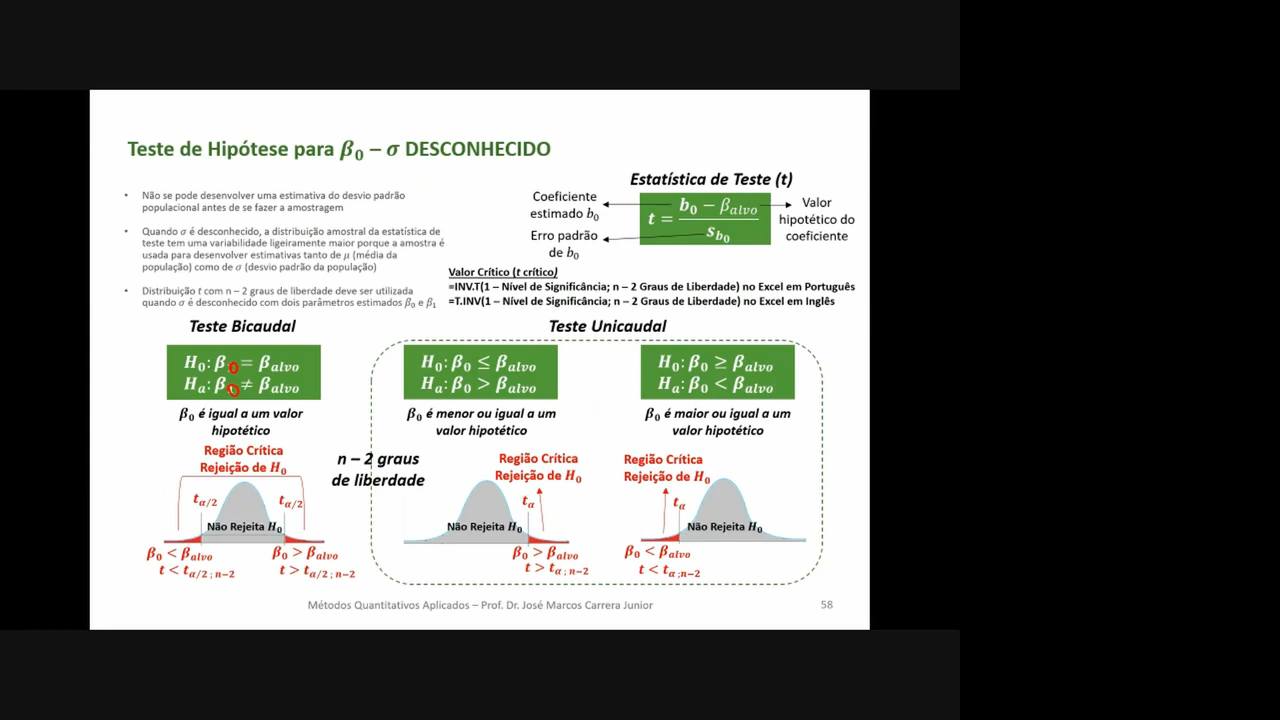 Teste de Hipótese para β₀ – σ DESCONHECIDO
• Não se pode desenvolver uma estimativa do desvio padrão
populacional antes de se fazer a amostragem
• Quando σ é desconhecido, a distribuição amostral da estatística de
teste tem uma variabilidade ligeiramente maior porque a amostra é
usada para desenvolver estimativas tanto de μ (média da
população) como de σ (desvio padrão da população)
• Distribuição t com n – 2 graus de liberdade deve ser utilizada
quando σ é desconhecido com dois parâmetros estimados β₀ e β₁
Estatística de Teste (t)
Coeficiente
estimado b₀
Erro padrão
de b₀
t = (b₀ − β_alvo) / s_b₀
Valor
hipotético do
coeficiente
Valor Crítico (t crítico)
=INV.T(1 – Nível de Significância; n – 2 Graus de Liberdade) no Excel em Português
=T.INV(1 – Nível de Significância; n – 2 Graus de Liberdade) no Excel em Inglês
Teste Bicaudal
H₀: β₀ = β_alvo
Hₐ: β₀ ≠ β_alvo
β₀ é igual a um valor
hipotético
Região Crítica
Rejeição de H₀
t_α/2
t_α/2
Não Rejeita H₀
β₀ < β_alvo
t < t_α/2 ; n−2
β₀ > β_alvo
t > t_α/2 ; n−2
n – 2 graus
de liberdade
Teste Unicaudal
H₀: β₀ ≤ β_alvo
Hₐ: β₀ > β_alvo
β₀ é menor ou igual a um
valor hipotético
Região Crítica
Rejeição de H₀
t_α
Não Rejeita H₀
β₀ > β_alvo
t > t_α ; n−2
H₀: β₀ ≥ β_alvo
Hₐ: β₀ < β_alvo
β₀ é maior ou igual a um
valor hipotético
Região Crítica
Rejeição de H₀
t_α
Não Rejeita H₀
β₀ < β_alvo
t < t_α ;n−2
Métodos Quantitativos Aplicados – Prof. Dr. José Marcos Carrera Junior
58